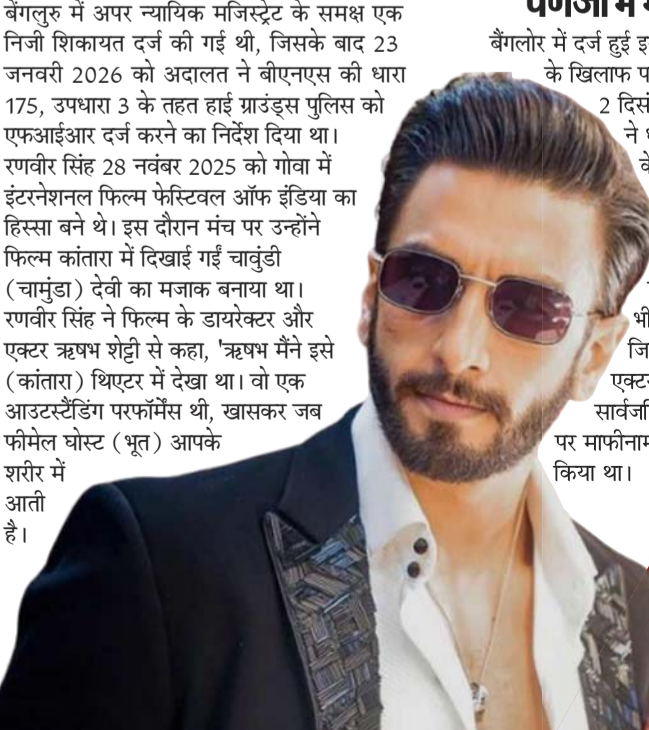 बेंगलुरु में अपर न्यायिक मजिस्ट्रेट के समक्ष एक
निजी शिकायत दर्ज की गई थी, जिसके बाद 23
जनवरी 2026 को अदालत ने बीएनएस की धारा
175, उपधारा 3 के तहत हाई ग्राउंड्स पुलिस को
एफआईआर दर्ज करने का निर्देश दिया था।
रणवीर सिंह 28 नवंबर 2025 को गोवा में
इंटरनेशनल फिल्म फेस्टिवल ऑफ इंडिया का
हिस्सा बने थे। इस दौरान मंच पर उन्होंने
फिल्म कांतारा में दिखाई गईं चावुंडी
(चामुंडा) देवी का मजाक बनाया था।
रणवीर सिंह ने फिल्म के डायरेक्टर और
एक्टर ऋषभ शेट्टी से कहा, 'ऋषभ मैंने इसे
(कांतारा) थिएटर में देखा था। वो एक
आउटस्टैंडिंग परफॉर्मेंस थी, खासकर जब
फीमेल घोस्ट (भूत) आपके
शरीर में
आती
है।
बैंगलोर में दर्ज हुई
के खिलाफ
2
ने
भी
पर
किया था।